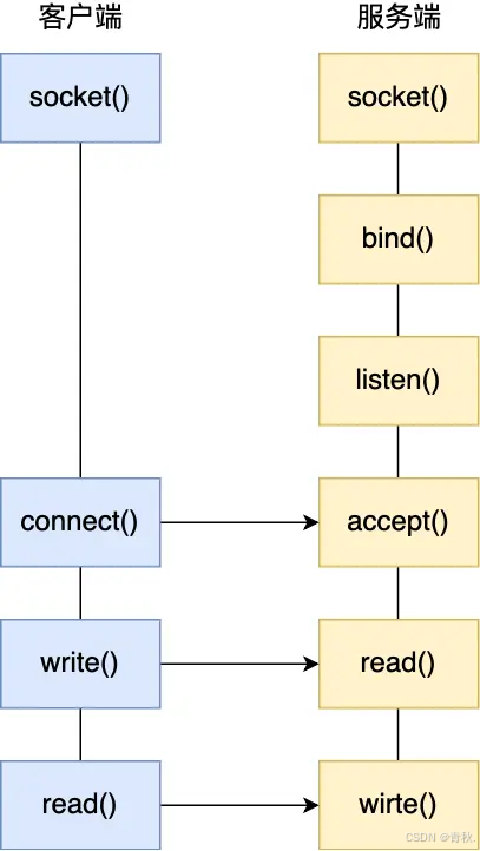 客户端 服务端
socket() socket()
bind()
listen()
connect() accept()
write() read()
read() wirte()
CSDN @青秋.